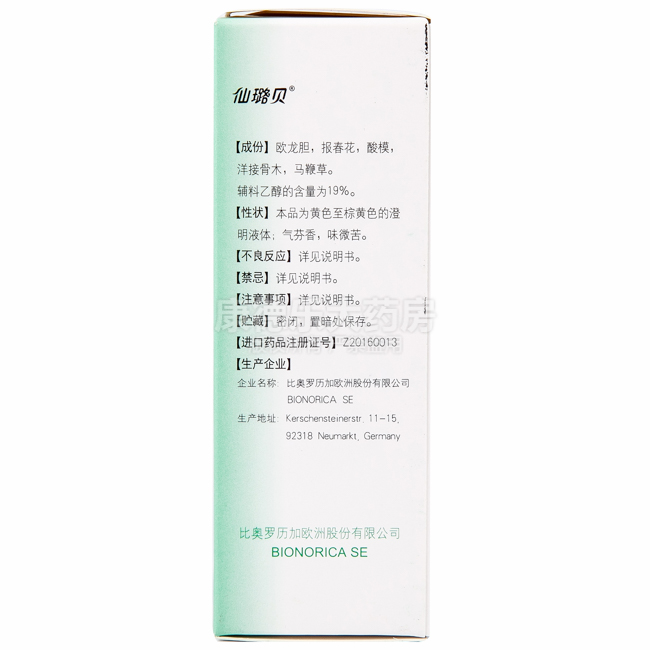 仙璐贝®
【成份】欧龙胆，报春花，酸模，
洋接骨木，马鞭草。
辅料乙醇的含量为19%。
【性状】本品为黄色至棕黄色的澄
明液体；气芬香，味微苦。
【不良反应】详见说明书。
【禁忌】详见说明书。
【注意事项】详见说明书。
康德乐大药房
【贮藏】密闭，置暗处保存。
【进口药品注册证号】Z20160013
【生产企业】
企业名称: 比奥罗历加欧洲股份有限公司
BIONORICA SE
生产地址: Kerschensteinerstr. 11-15,
92318 Neumarkt, Germany
比奥罗历加欧洲股份有限公司
BIONORICA SE